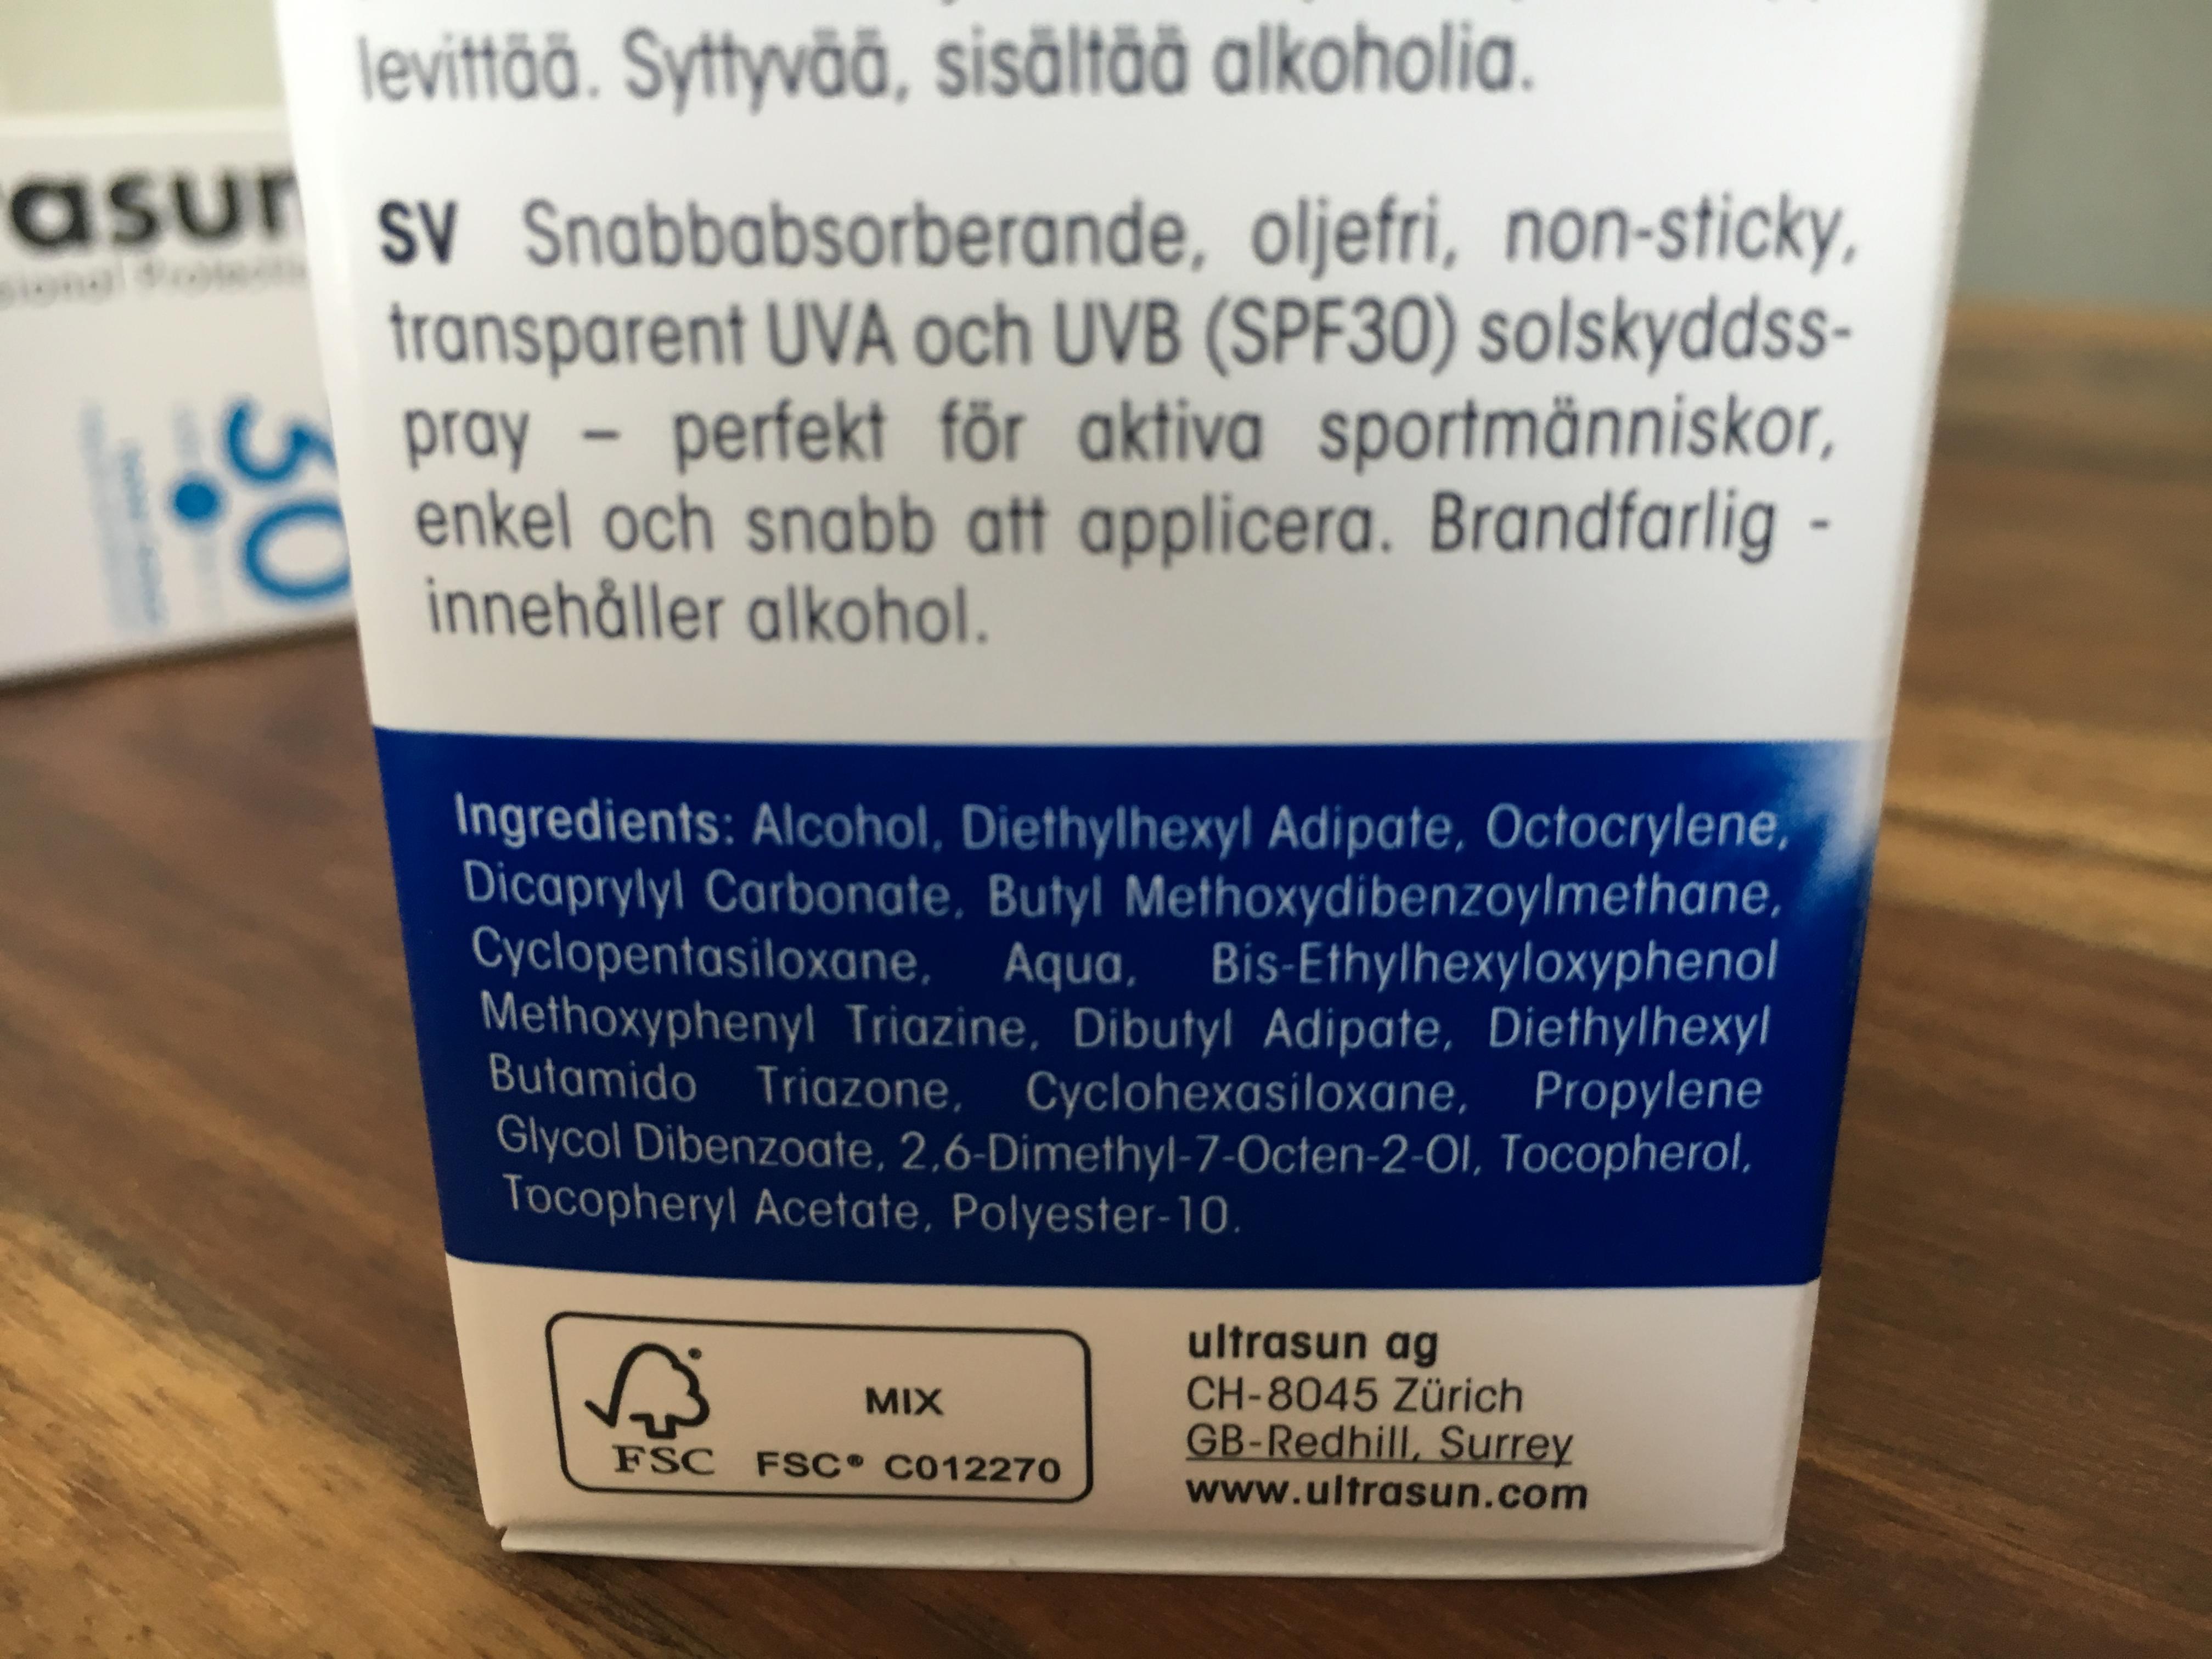 levittää. Syttyvää, sisältää alkoholia.
SV Snabbabsorberande, oljefri, non-sticky,
transparent UVA och UVB (SPF30) solskyddss-
pray – perfekt för aktiva sportmänniskor,
enkel och snabb att applicera. Brandfarlig -
innehåller alkohol.
Ingredients: Alcohol, Diethylhexyl Adipate, Octocrylene,
Dicaprylyl Carbonate, Butyl Methoxydibenzoylmethane,
Cyclopentasiloxane, Aqua, Bis-Ethylhexyloxyphenol
Methoxyphenyl Triazine, Dibutyl Adipate, Diethylhexyl
Butamido Triazone, Cyclohexasiloxane, Propylene
Glycol Dibenzoate, 2,6-Dimethyl-7-Octen-2-Ol, Tocopherol,
Tocopheryl Acetate, Polyester-10.
FSC
MIX
FSC® C012270
ultrasun ag
CH-8045 Zürich
GB-Redhill, Surrey
www.ultrasun.com
rasun
sional Protection
30